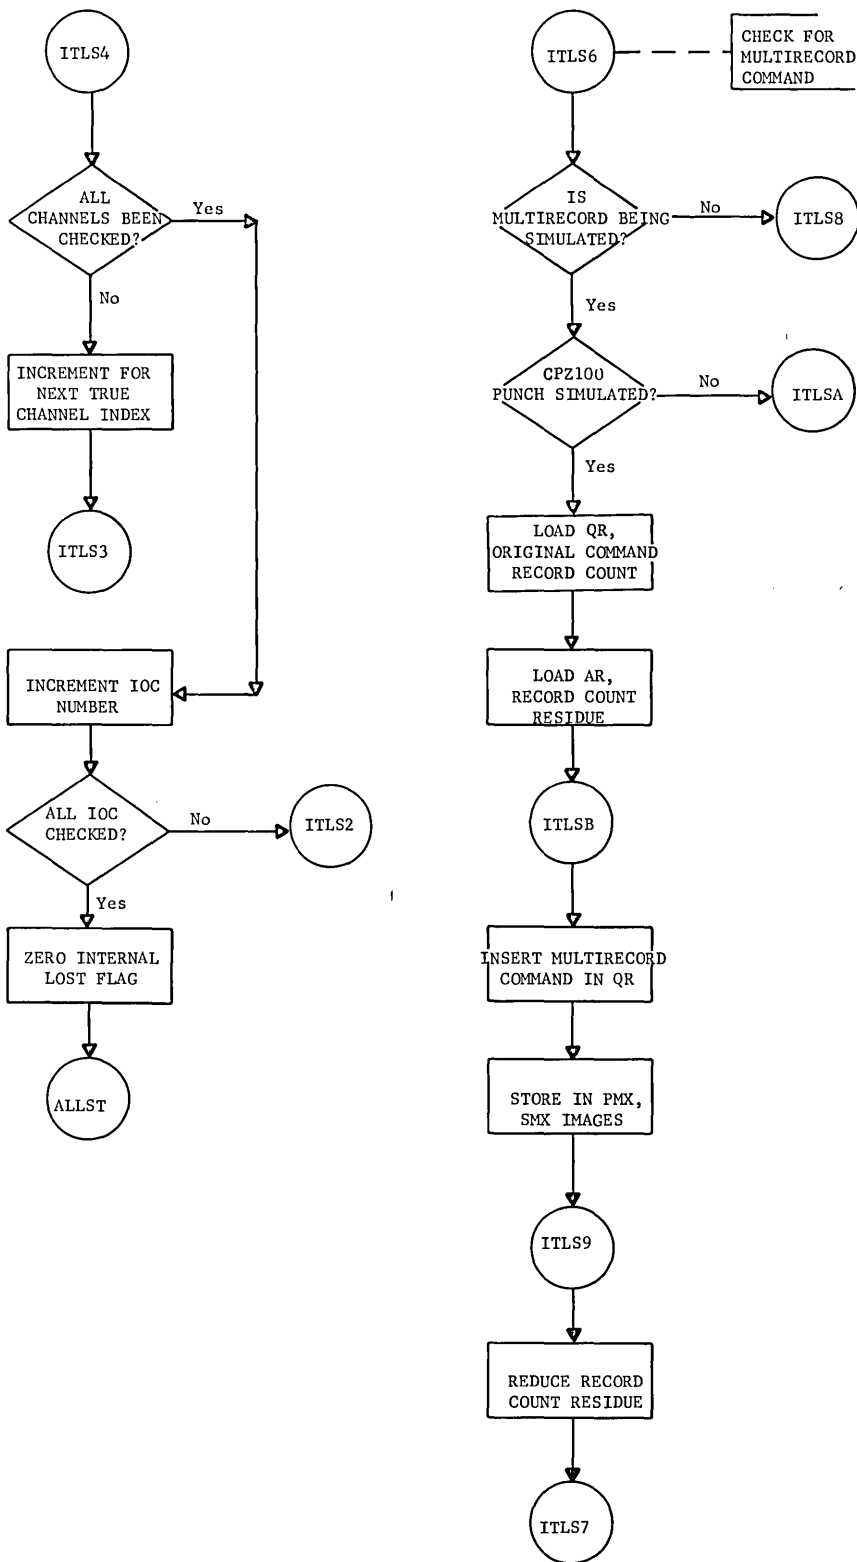 ITLS4
ALL
CHANNELS BEEN
CHECKED?
Yes
No
INCREMENT FOR
NEXT TRUE
CHANNEL INDEX
ITLS3
INCREMENT IOC
NUMBER
ALL IOC
CHECKED?
No
ITLS2
Yes
ZERO INTERNAL
LOST FLAG
ALLST
ITLS6
CHECK FOR
MULTIRECORD
COMMAND
IS
MULTIRECORD BEING
SIMULATED?
No
ITLS8
Yes
CPZ100
PUNCH SIMULATED?
No
ITLSA
Yes
LOAD QR,
ORIGINAL COMMAND
RECORD COUNT
LOAD AR,
RECORD COUNT
RESIDUE
ITLSB
INSERT MULTIRECORD
COMMAND IN QR
STORE IN PMX,
SMX IMAGES
ITLS9
REDUCE RECORD
COUNT RESIDUE
ITLS7